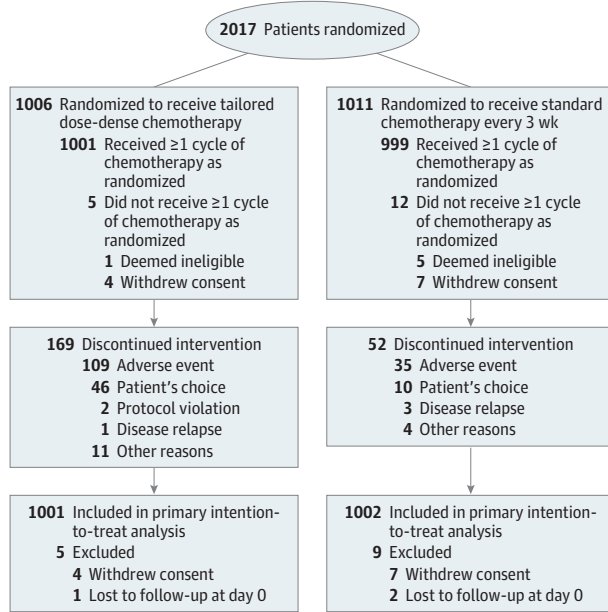 2017 Patients randomized
1006 Randomized to receive tailored
dose-dense chemotherapy
1001 Received ≥1 cycle of
chemotherapy as
randomized
5 Did not receive ≥1 cycle
of chemotherapy as
randomized
1 Deemed ineligible
4 Withdrew consent
1011 Randomized to receive standard
chemotherapy every 3 wk
999 Received ≥1 cycle of
chemotherapy as
randomized
12 Did not receive ≥1 cycle
of chemotherapy as
randomized
5 Deemed ineligible
7 Withdrew consent
169 Discontinued intervention
109 Adverse event
46 Patient's choice
2 Protocol violation
1 Disease relapse
11 Other reasons
52 Discontinued intervention
35 Adverse event
10 Patient's choice
3 Disease relapse
4 Other reasons
1001 Included in primary intention-
to-treat analysis
5 Excluded
4 Withdrew consent
1 Lost to follow-up at day 0
1002 Included in primary intention-
to-treat analysis
9 Excluded
7 Withdrew consent
2 Lost to follow-up at day 0